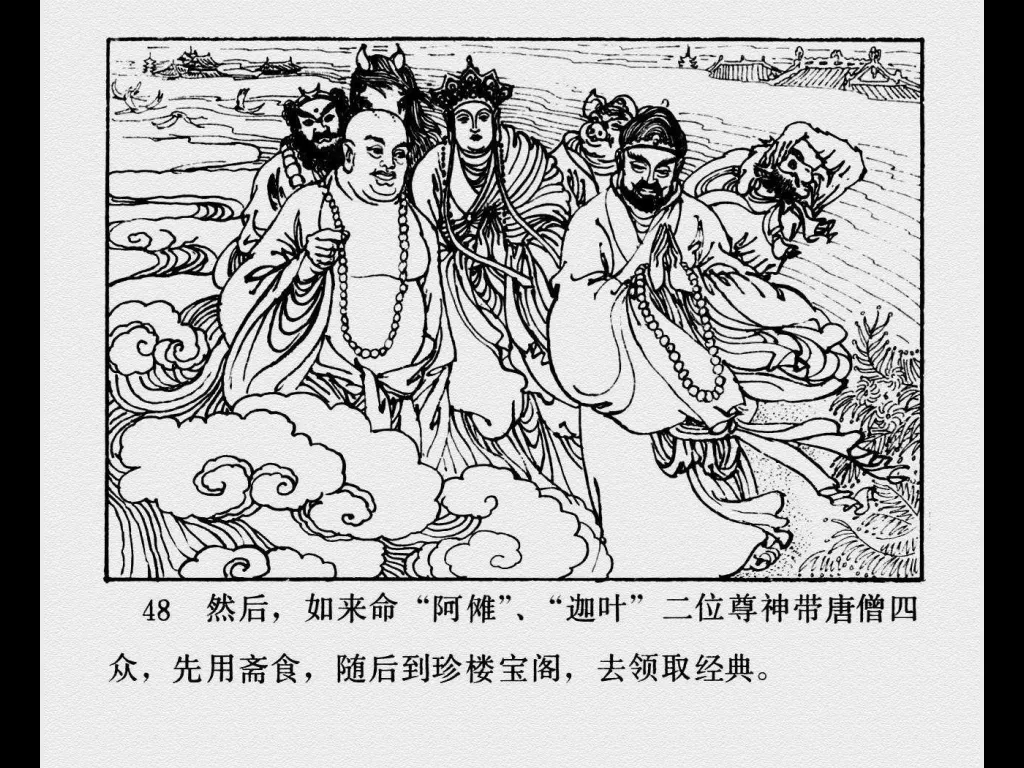 48 然后，如来命“阿傩”、“迦叶”二位尊神带唐僧四
众，先用斋食，随后到珍楼宝阁，去领取经典。